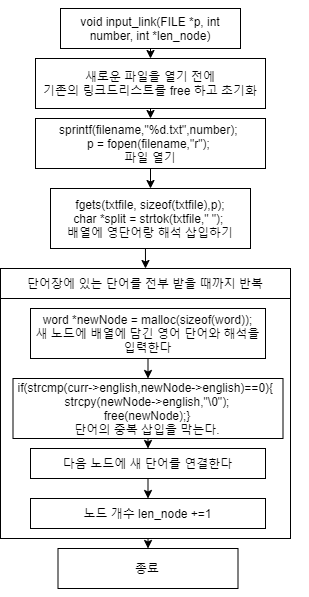 void input_link(FILE *p, int
number, int *len_node)
새로운 파일을 열기 전에
기존의 링크드리스트를 free 하고 초기화
sprintf(filename,"%d.txt",number);
p = fopen(filename,"r");
파일 열기
fgets(txtfile, sizeof(txtfile),p);
char *split = strtok(txtfile," ");
배열에 영단어랑 해석 삽입하기
단어장에 있는 단어를 전부 받을 때까지 반복
word *newNode = malloc(sizeof(word));
새 노드에 배열에 담긴 영어 단어와 해석을
입력한다
if(strcmp(curr->english,newNode->english)==0){
strcpy(newNode->english,"\0");
free(newNode);}
단어의 중복 삽입을 막는다.
다음 노드에 새 단어를 연결한다
노드 개수 len_node +=1
종료